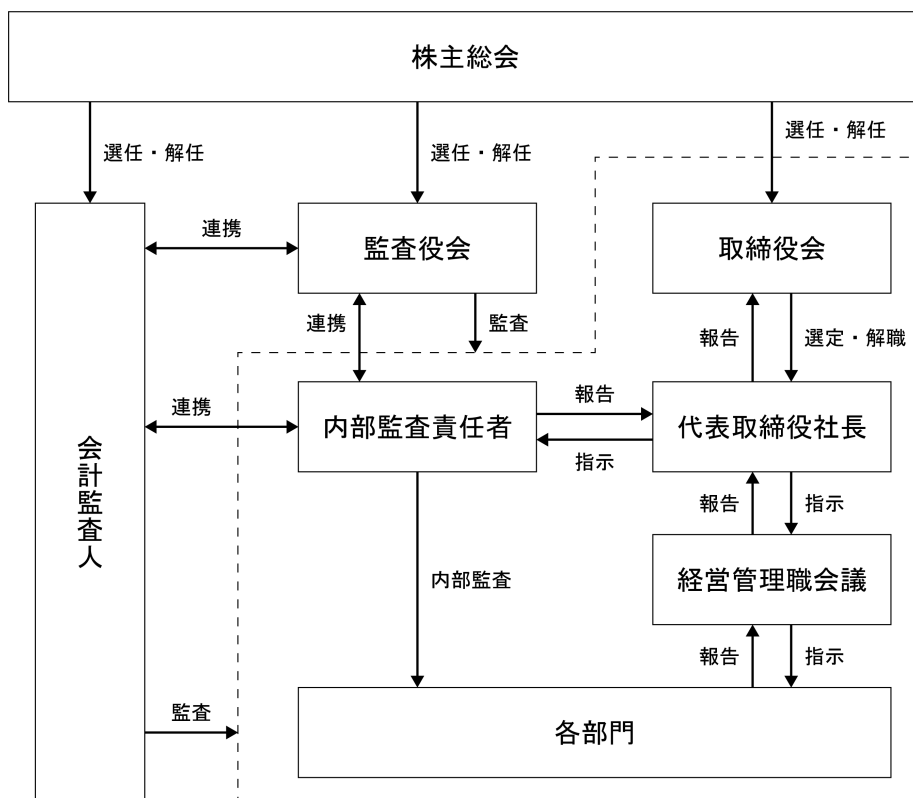 株主総会
選任・解任
選任・解任
選任・解任
連携
監査役会
取締役会
連携
監査
報告
選定・解職
連携
内部監査責任者
報告
指示
代表取締役社長
会計監査人
報告
指示
内部監査
経営管理職会議
報告
指示
監査
各部門